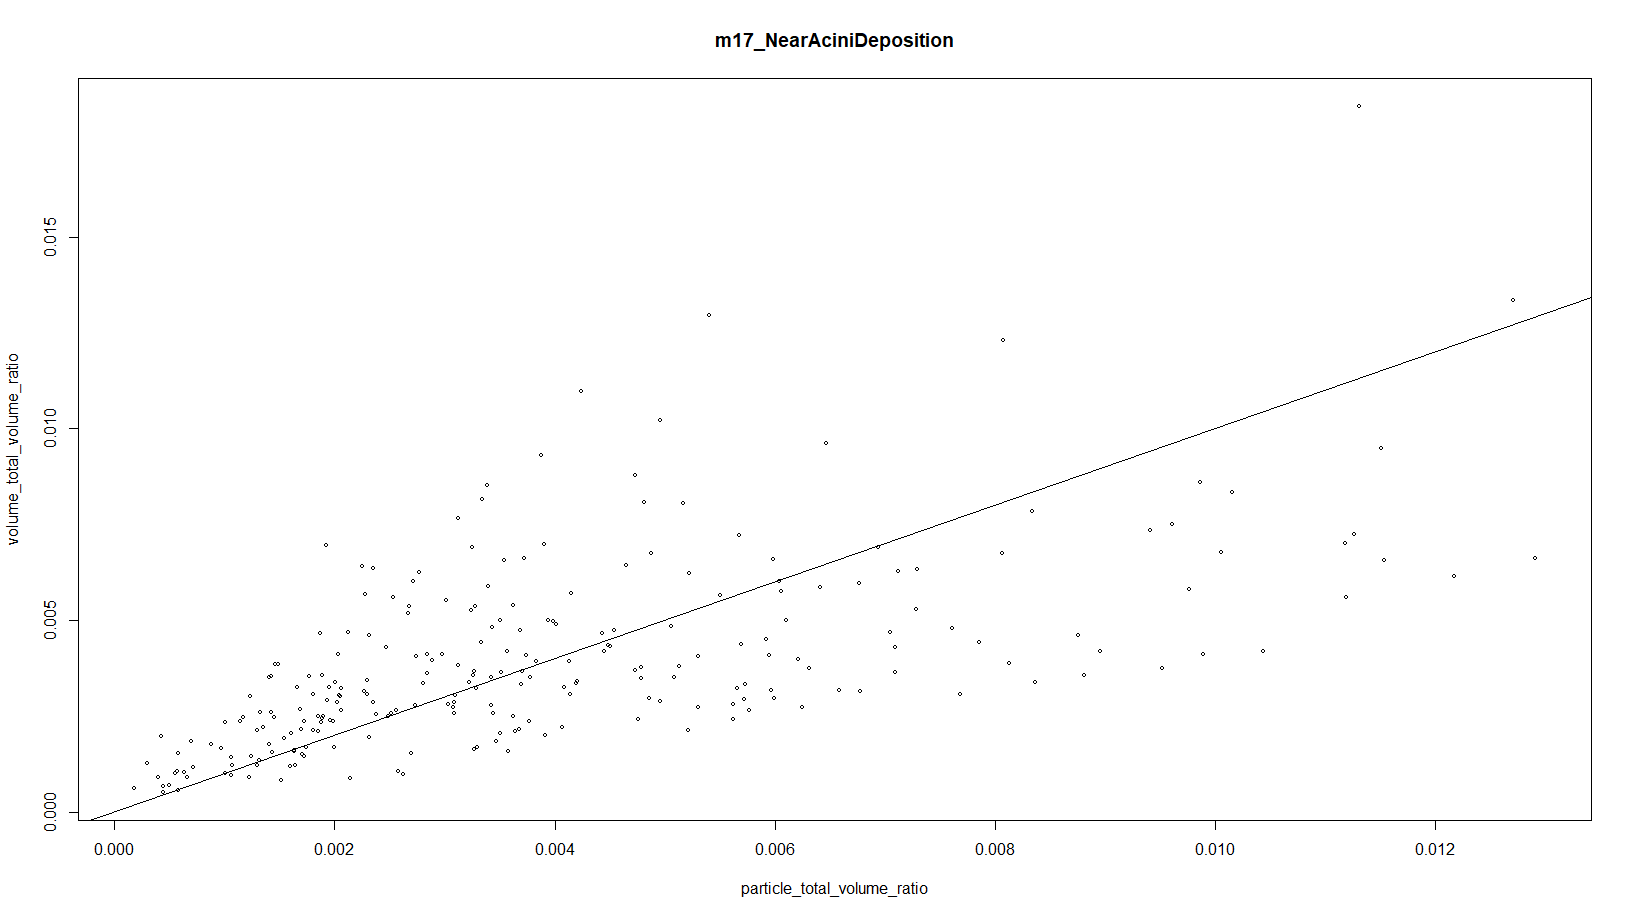 m17_NearAciniDeposition
volume_total_volume_ratio
0.015
0.010
0.005
0.000
0.000 0.002 0.004 0.006 0.008 0.010 0.012
particle_total_volume_ratio